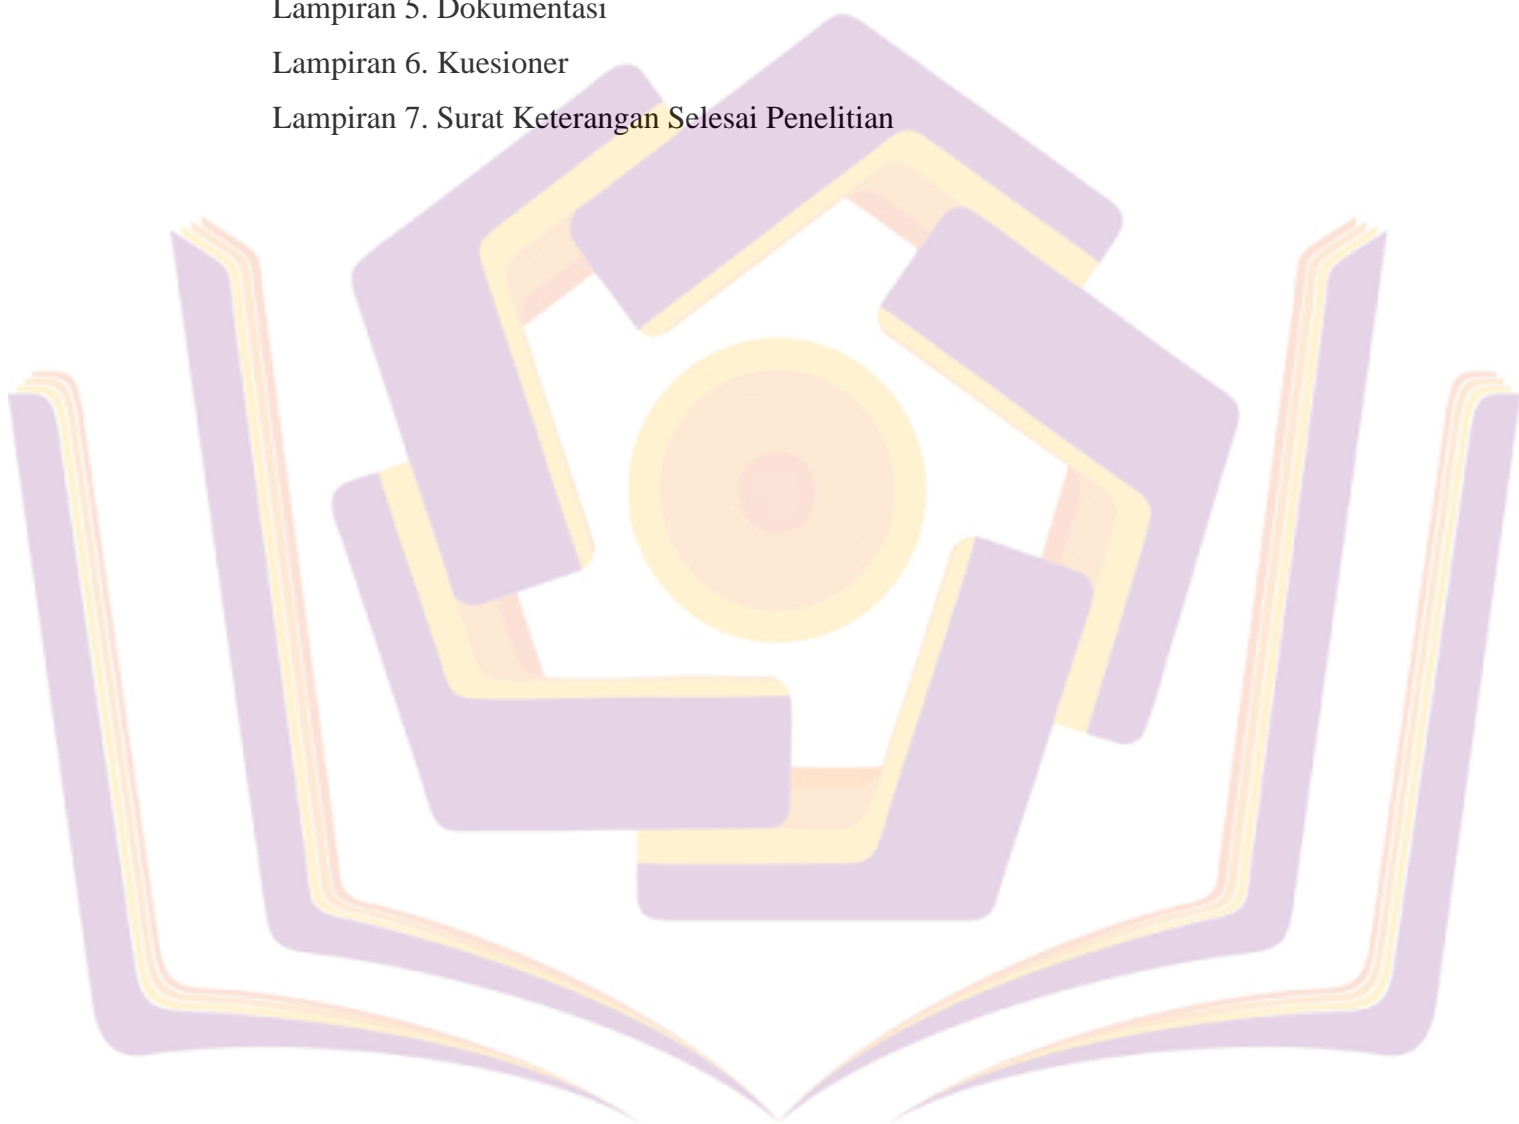 Lampiran 5. Dokumentasi
Lampiran 6. Kuesioner
Lampiran 7. Surat Keterangan Selesai Penelitian